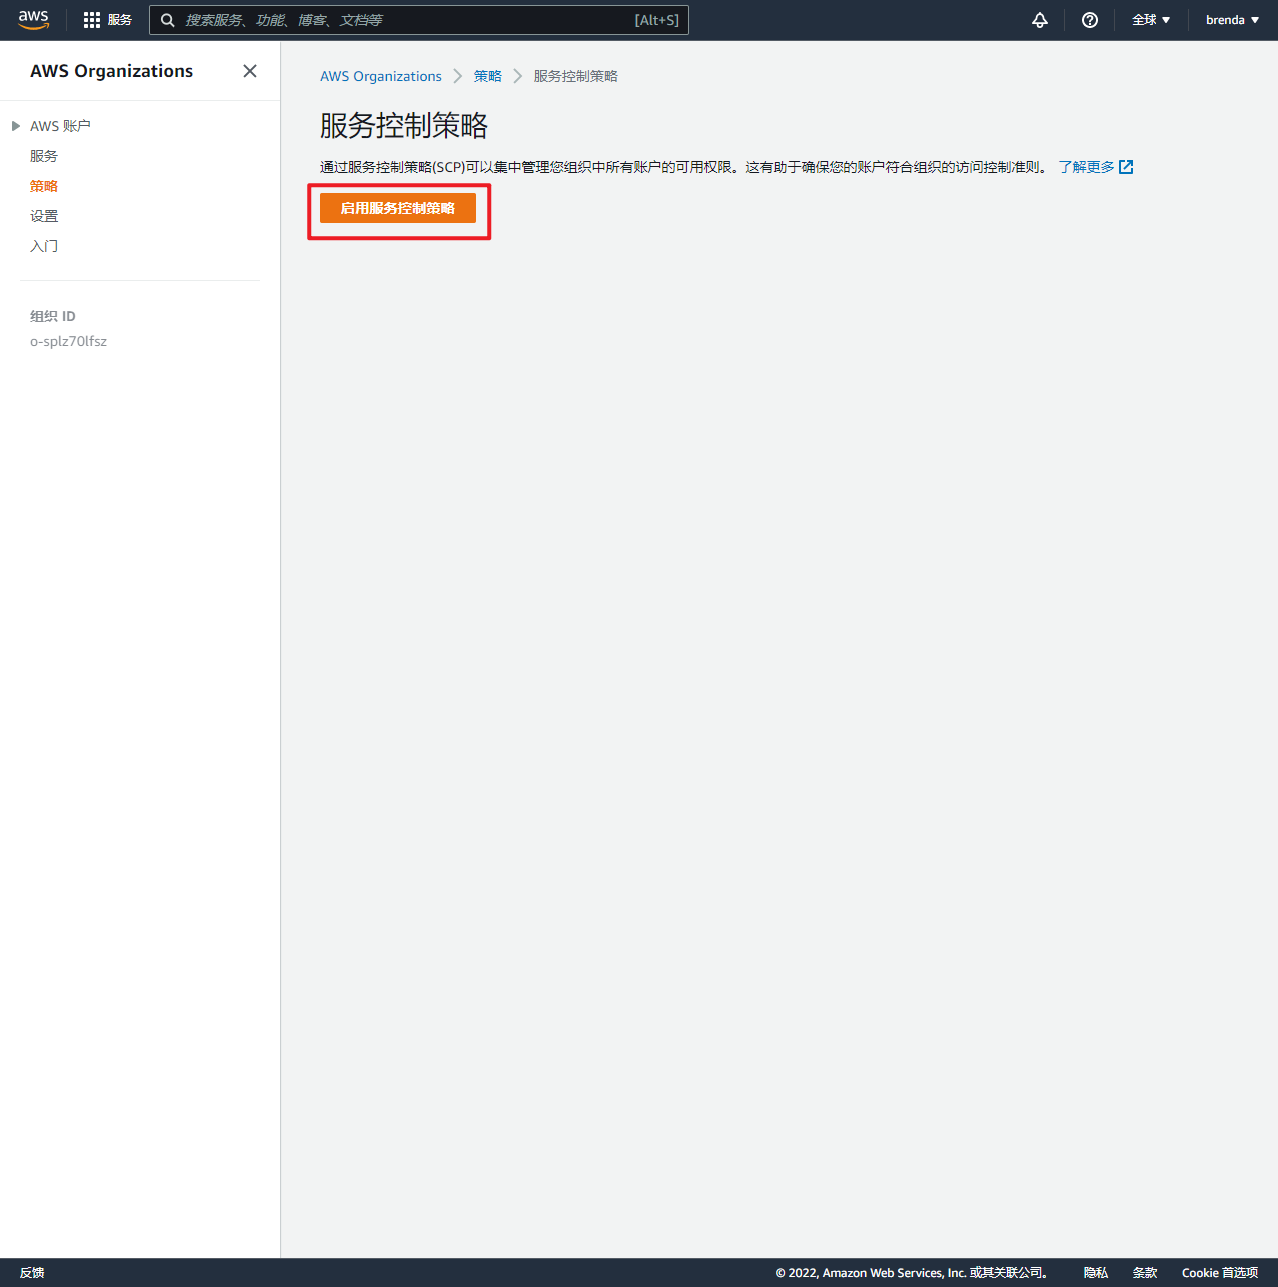 aws 服务 搜索服务、功能、博客、文档等 [Alt+S] 全球 brenda
AWS Organizations
AWS 账户
服务
策略
设置
入门
组织 ID
o-splz70lfsz
AWS Organizations 策略 服务控制策略
服务控制策略
通过服务控制策略(SCP)可以集中管理您组织中所有账户的可用权限。这有助于确保您的账户符合组织的访问控制准则。 了解更多
启用服务控制策略
反馈 © 2022, Amazon Web Services, Inc. 或其关联公司。 隐私 条款 Cookie 首选项